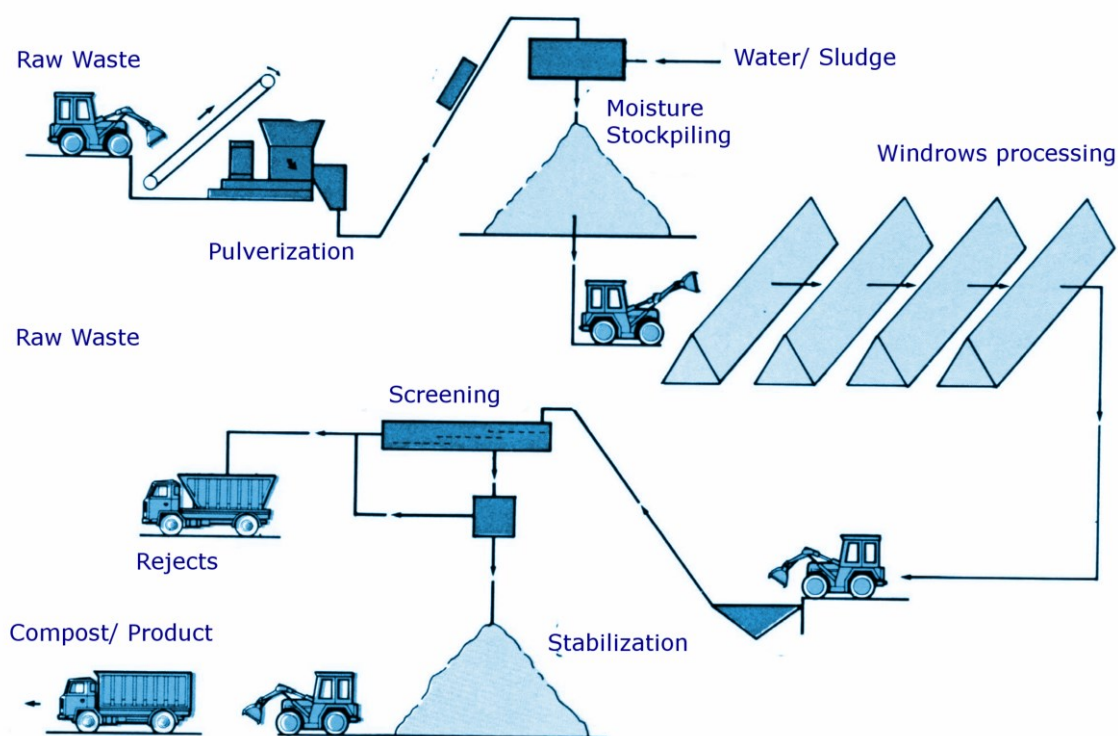 Raw Waste
Water/ Sludge
Moisture
Stockpiling
Windrows processing
Pulverization
Raw Waste
Screening
Rejects
Compost/ Product
Stabilization